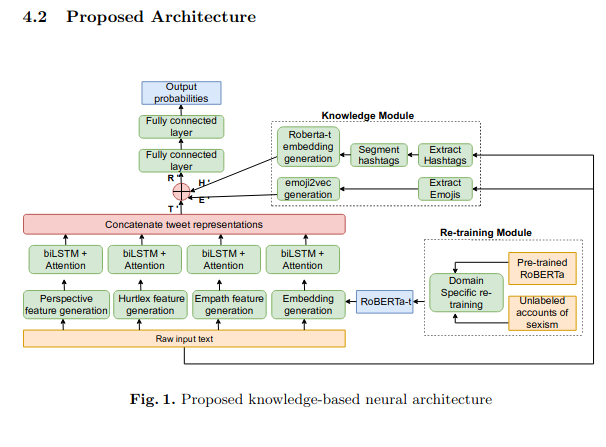 4.2 Proposed Architecture
Output
probabilities
Fully connected
layer
Fully connected
layer
R'
H'
E'
T'
Knowledge Module
Roberta-t
embedding
generation
Segment
hashtags
Extract
Hashtags
emoji2vec
generation
Extract
Emojis
Concatenate tweet representations
biLSTM +
Attention
biLSTM +
Attention
biLSTM +
Attention
biLSTM +
Attention
Perspective
feature generation
Hurtlex feature
generation
Empath feature
generation
Embedding
generation
RoBERTa-t
Re-training Module
Domain
Specific re-
training
Pre-trained
RoBERTa
Unlabeled
accounts of
sexism
Raw input text
Fig. 1. Proposed knowledge-based neural architecture